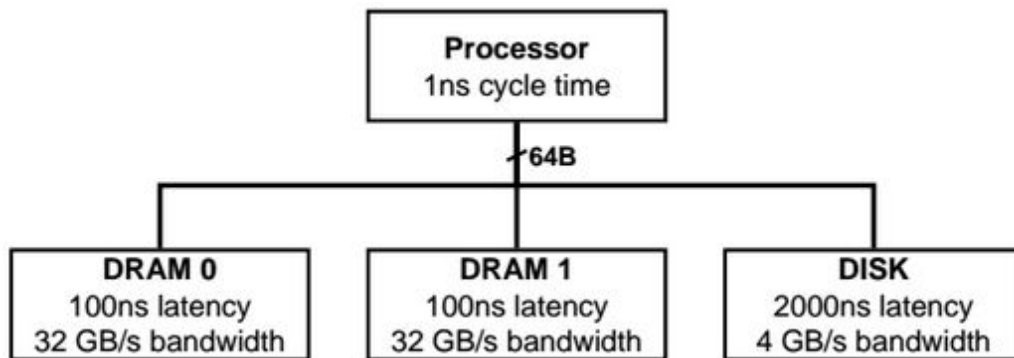 Processor
1ns cycle time
64B
DRAM 0
100ns latency
32 GB/s bandwidth
DRAM 1
100ns latency
32 GB/s bandwidth
DISK
2000ns latency
4 GB/s bandwidth